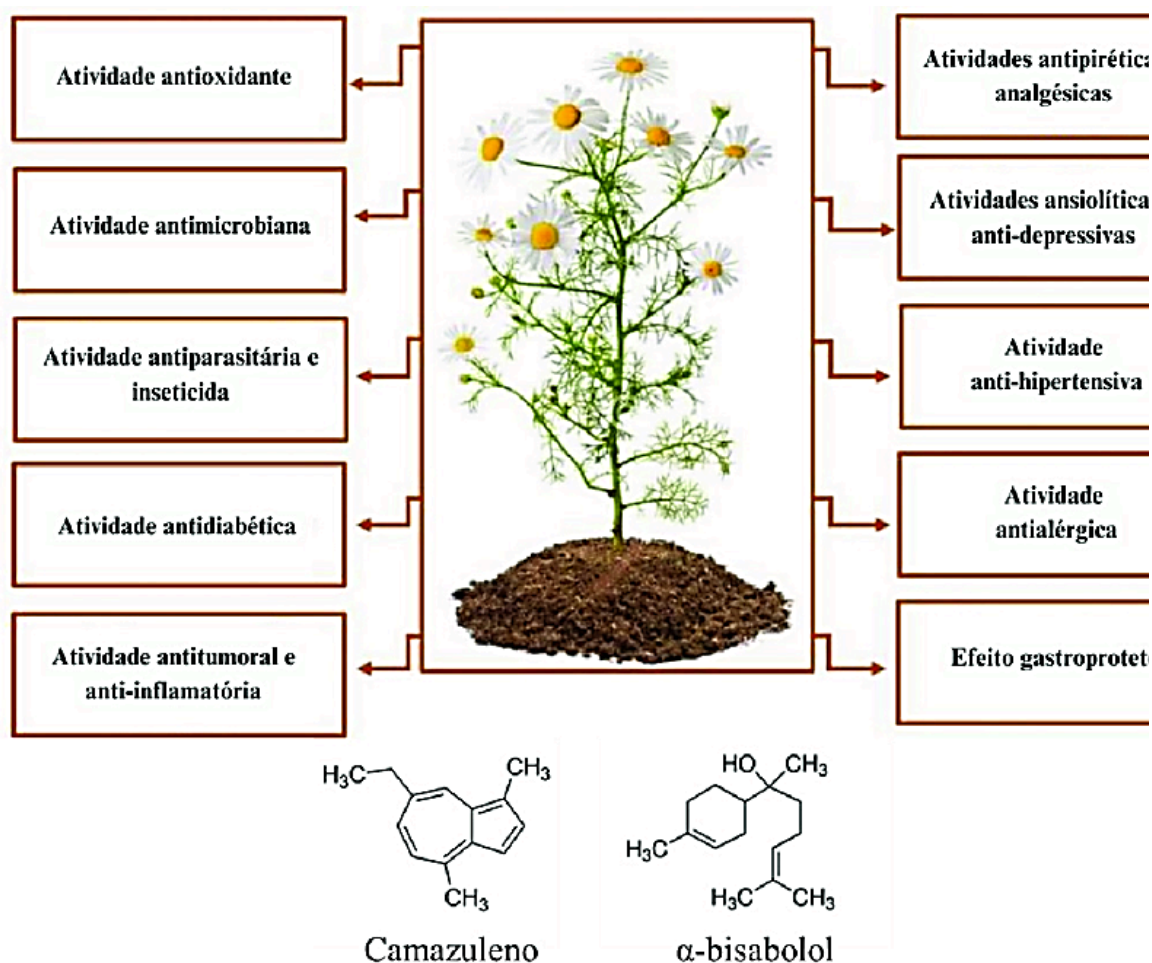 Atividade antioxidante
Atividade antimicrobiana
Atividade antiparasitária e
inseticida
Atividade antidiabética
Atividade antitumoral e
anti-inflamatória
Atividades antipirética
analgésicas
Atividades ansiolítica
anti-depressivas
Atividade
anti-hipertensiva
Atividade
antialérgica
Efeito gastroprotet
H₃C
CH₃
CH₃
Camazuleno
HO
CH₃
H₃C
H₃C
CH₃
α-bisabolol